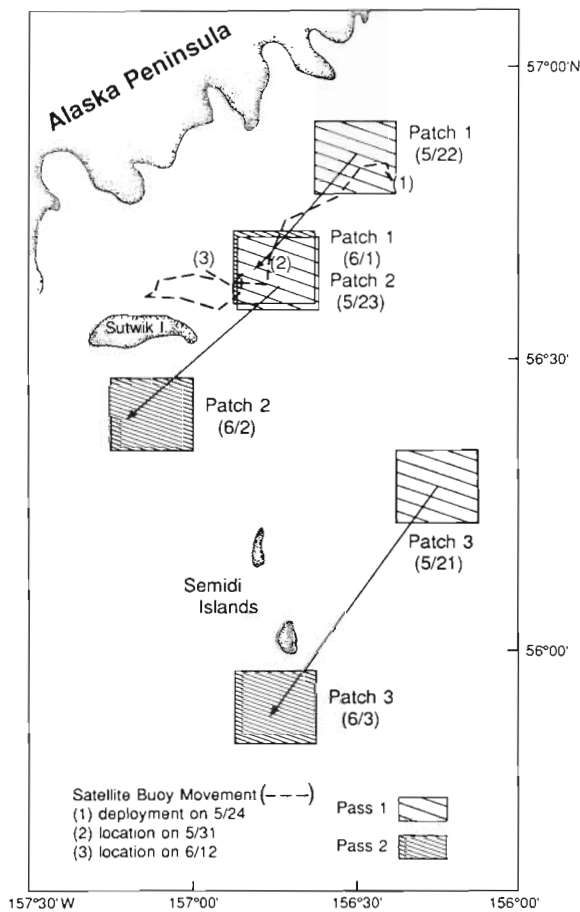 Alaska Peninsula
57°00'N
Patch 1
(5/22)
(1)
Patch 1
(6/1)
(3)
(2)
Patch 2
(5/23)
Sutwik I.
56°30'
Patch 2
(6/2)
Patch 3
(5/21)
Semidi
Islands
56°00'
Patch 3
(6/3)
Satellite Buoy Movement (----)
(1) deployment on 5/24
(2) location on 5/31
(3) location on 6/12
Pass 1
Pass 2
157°30' W
157°00'
156°30'
156°00'